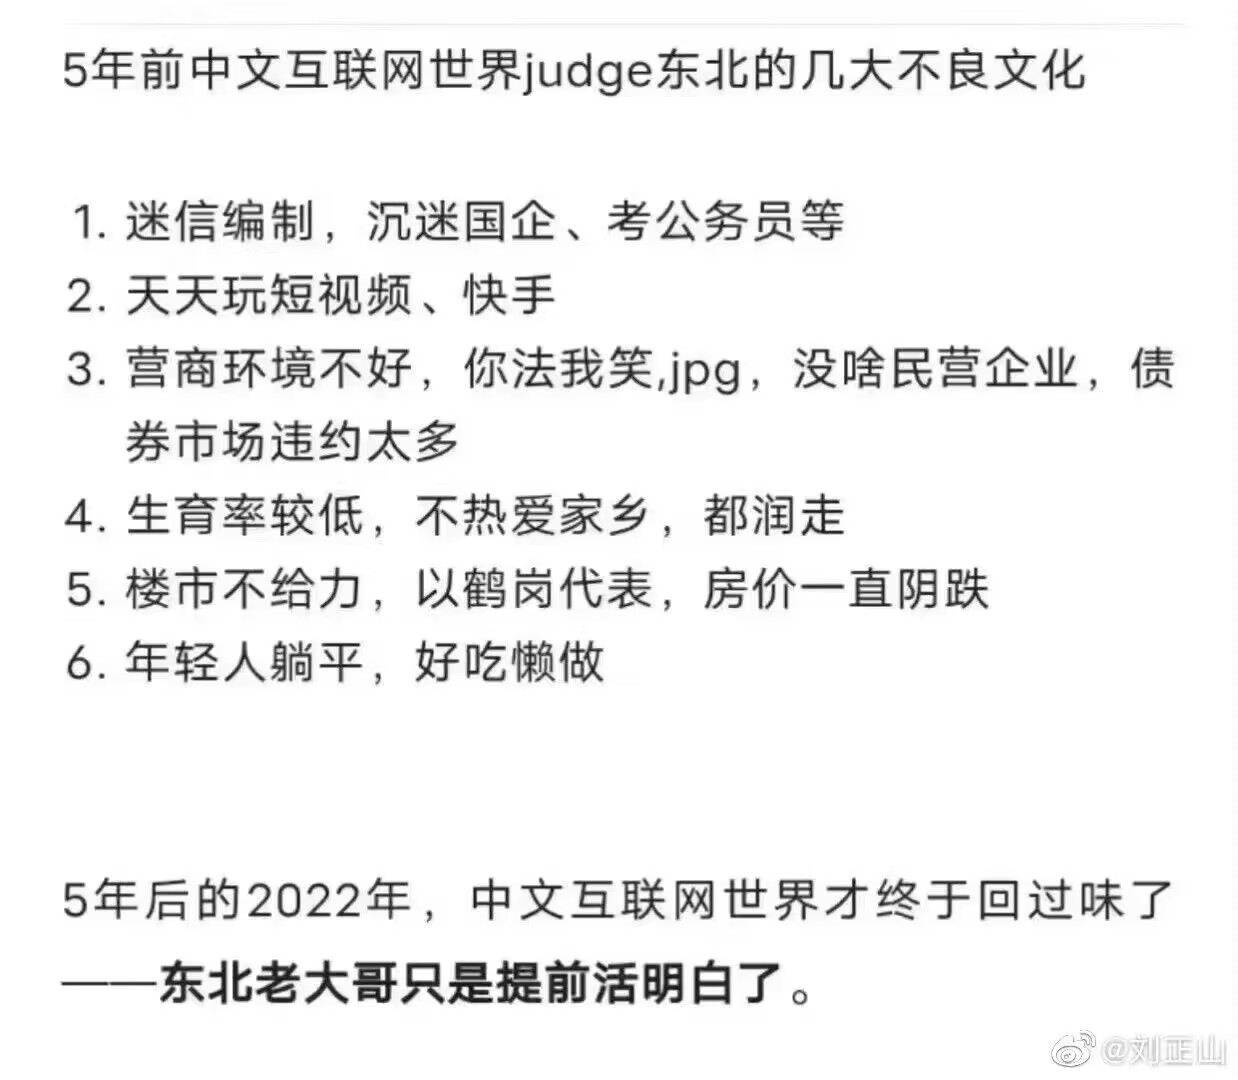 5年前中文互联网世界judge东北的几大不良文化
1. 迷信编制，沉迷国企、考公务员等
2. 天天玩短视频、快手
3. 营商环境不好，你法我笑,jpg，没啥民营企业，债
券市场违约太多
4. 生育率较低，不热爱家乡，都润走
5. 楼市不给力，以鹤岗代表，房价一直阴跌
6. 年轻人躺平，好吃懒做
5年后的2022年，中文互联网世界才终于回过味了
——东北老大哥只是提前活明白了。
@刘正山